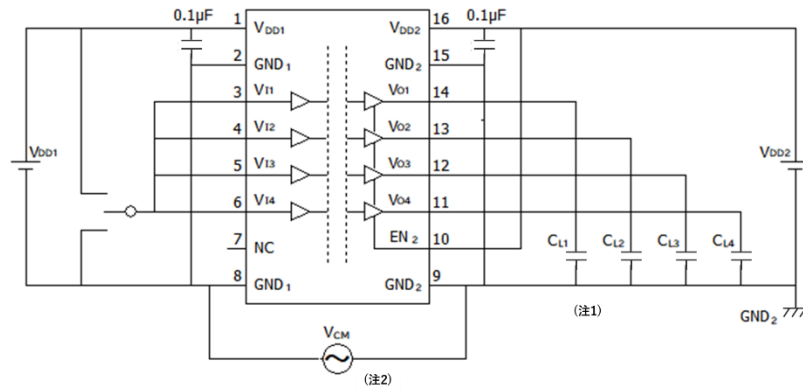 0.1μF
0.1μF
1
VDD1
VDD2
16
2
GND1
GND2
15
3
VI1
VO1
14
4
VI2
VO2
13
5
VI3
VO3
12
6
VI4
VO4
11
7
NC
EN2
10
8
GND1
GND2
9
VDD1
VDD2
CL1
CL2
CL3
CL4
(注1)
GND2
VCM
(注2)